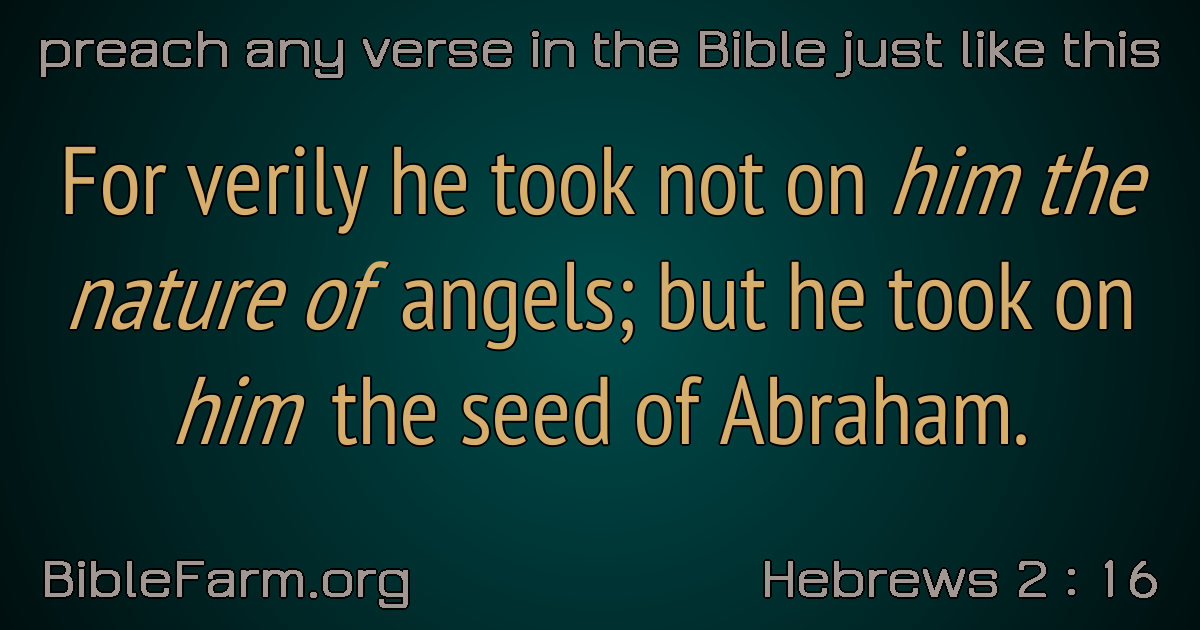 preach any verse in the Bible just like this
For verily he took not on him the
nature of angels; but he took on
him the seed of Abraham.
BibleFarm.org
Hebrews 2 : 16